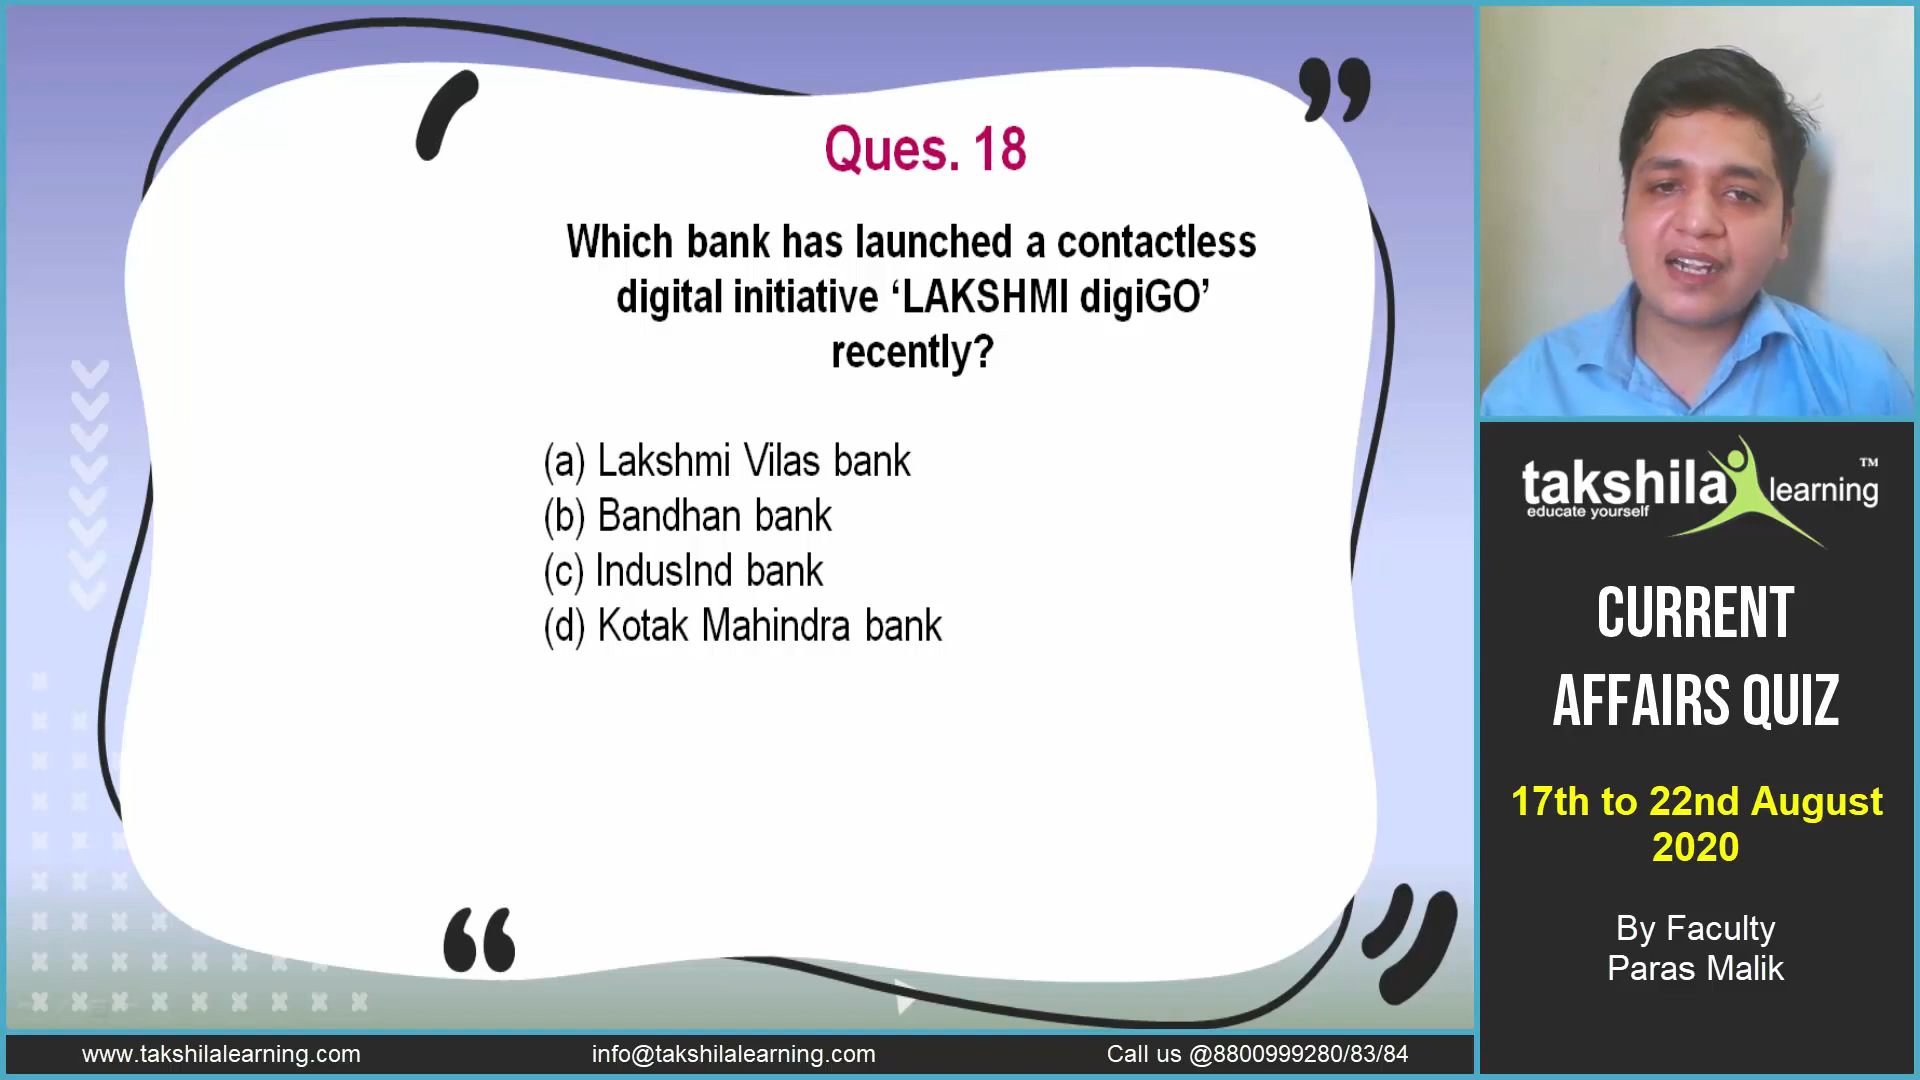 Ques. 18
Which bank has launched a contactless
digital initiative ‘LAKSHMI digiGO’
recently?
(a) Lakshmi Vilas bank
(b) Bandhan bank
(c) IndusInd bank
(d) Kotak Mahindra bank
takshila learning ™
educate yourself
CURRENT
AFFAIRS QUIZ
17th to 22nd August
2020
By Faculty
Paras Malik
www.takshilalearning.com
info@takshilalearning.com
Call us @8800999280/83/84